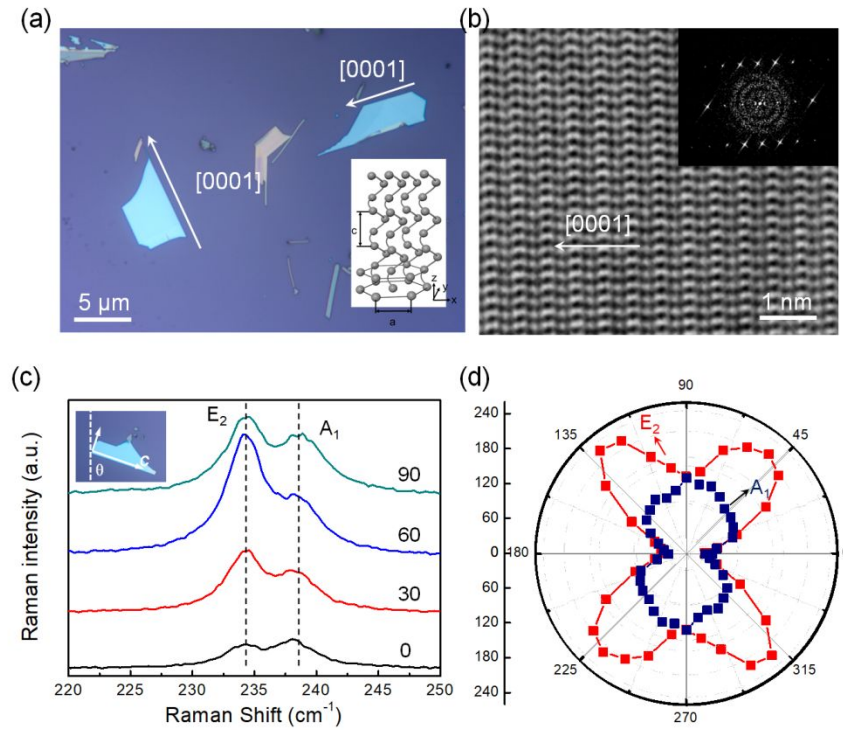 (a)
[0001]
[0001]
5 μm
c
a
z
y
x
(b)
[0001]
1 nm
(c)
E2
A1
90
60
30
0
θ
c
Raman intensity (a.u.)
220 225 230 235 240 245 250
Raman Shift (cm-1)
(d)
240
180
120
60
0
60
120
180
240
90
135
45
180
0
225
315
270
E2
A1